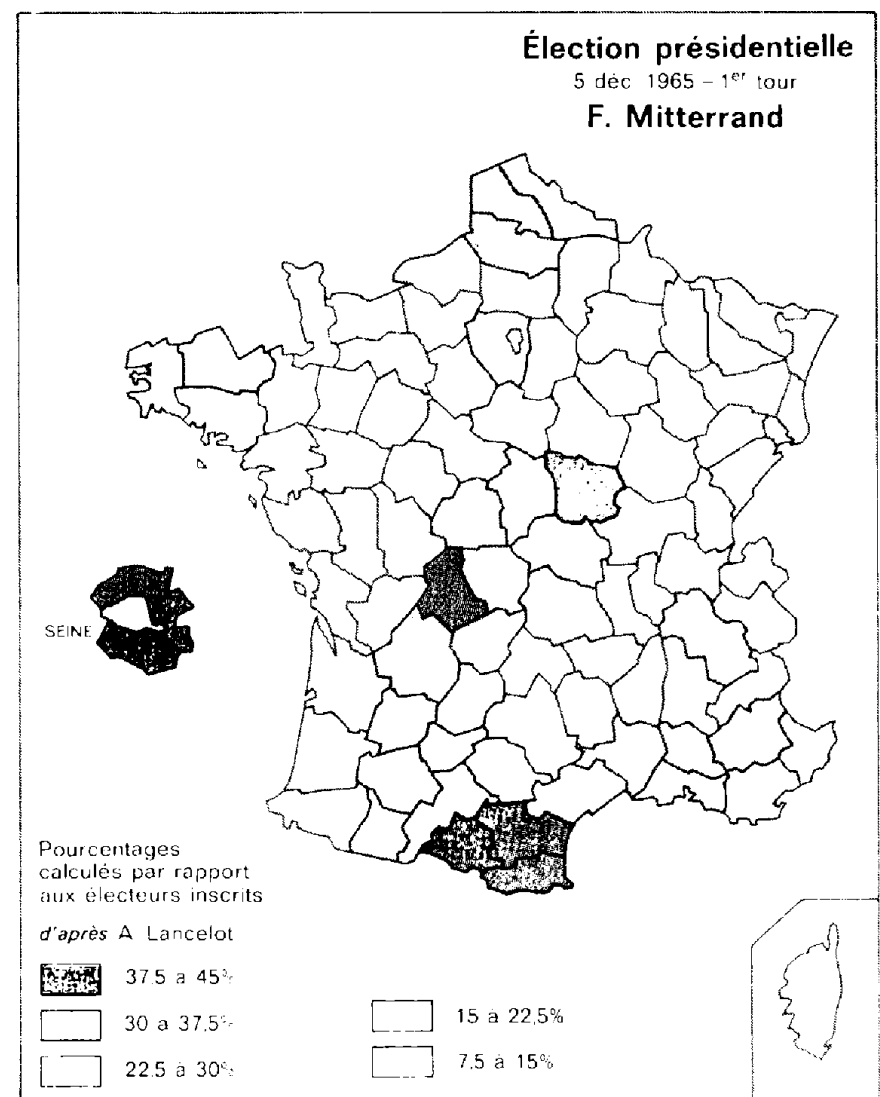 Élection présidentielle
5 déc 1965 – 1er tour
F. Mitterrand
SEINE
Pourcentages
calculés par rapport
aux électeurs inscrits
d'après A Lancelot
37.5 a 45%
30 a 37,5%
22.5 à 30%
15 à 22,5%
7.5 à 15%